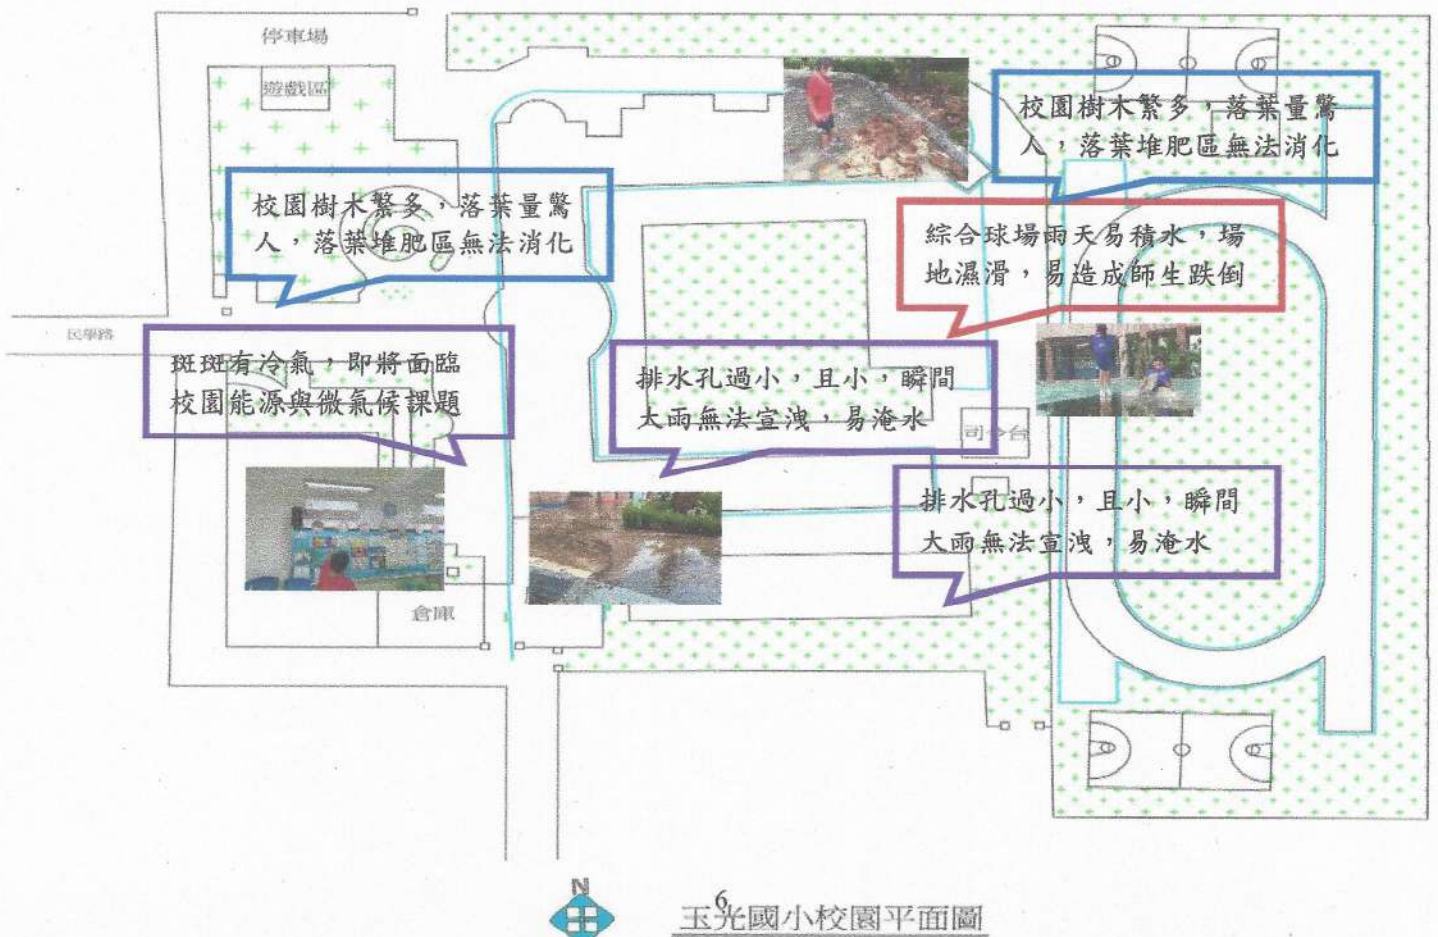 停車場
遊戲區
校園樹木繁多，落葉量驚
人，落葉堆肥區無法消化
校園樹木繁多，落葉量驚
人，落葉堆肥區無法消化
綜合球場雨天易積水，場
地濕滑，易造成師生跌倒
民學路
斑斑有冷氣，即將面臨
校園能源與微氣候課題
排水孔過小，且小，瞬間
大雨無法宣洩，易淹水
司令台
排水孔過小，且小，瞬間
大雨無法宣洩，易淹水
倉庫
N
6
玉光國小校園平面圖